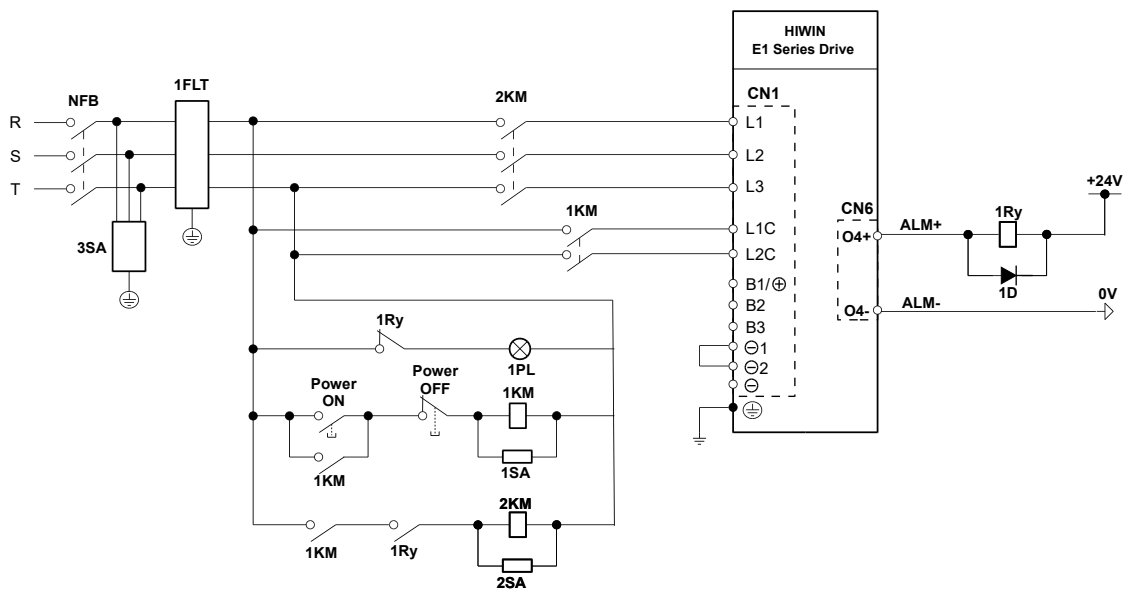 HIWIN
E1 Series Drive
1FLT
NFB
2KM
CN1
R
L1
S
L2
T
L3
+24V
1KM
CN6
1Ry
3SA
L1C
O4+
ALM+
L2C
B1/⊕
1D
0V
B2
O4-
ALM-
1Ry
B3
⊖1
1PL
⊖2
Power
ON
Power
OFF
1KM
⊖
1KM
1SA
2KM
1KM
1Ry
2SA